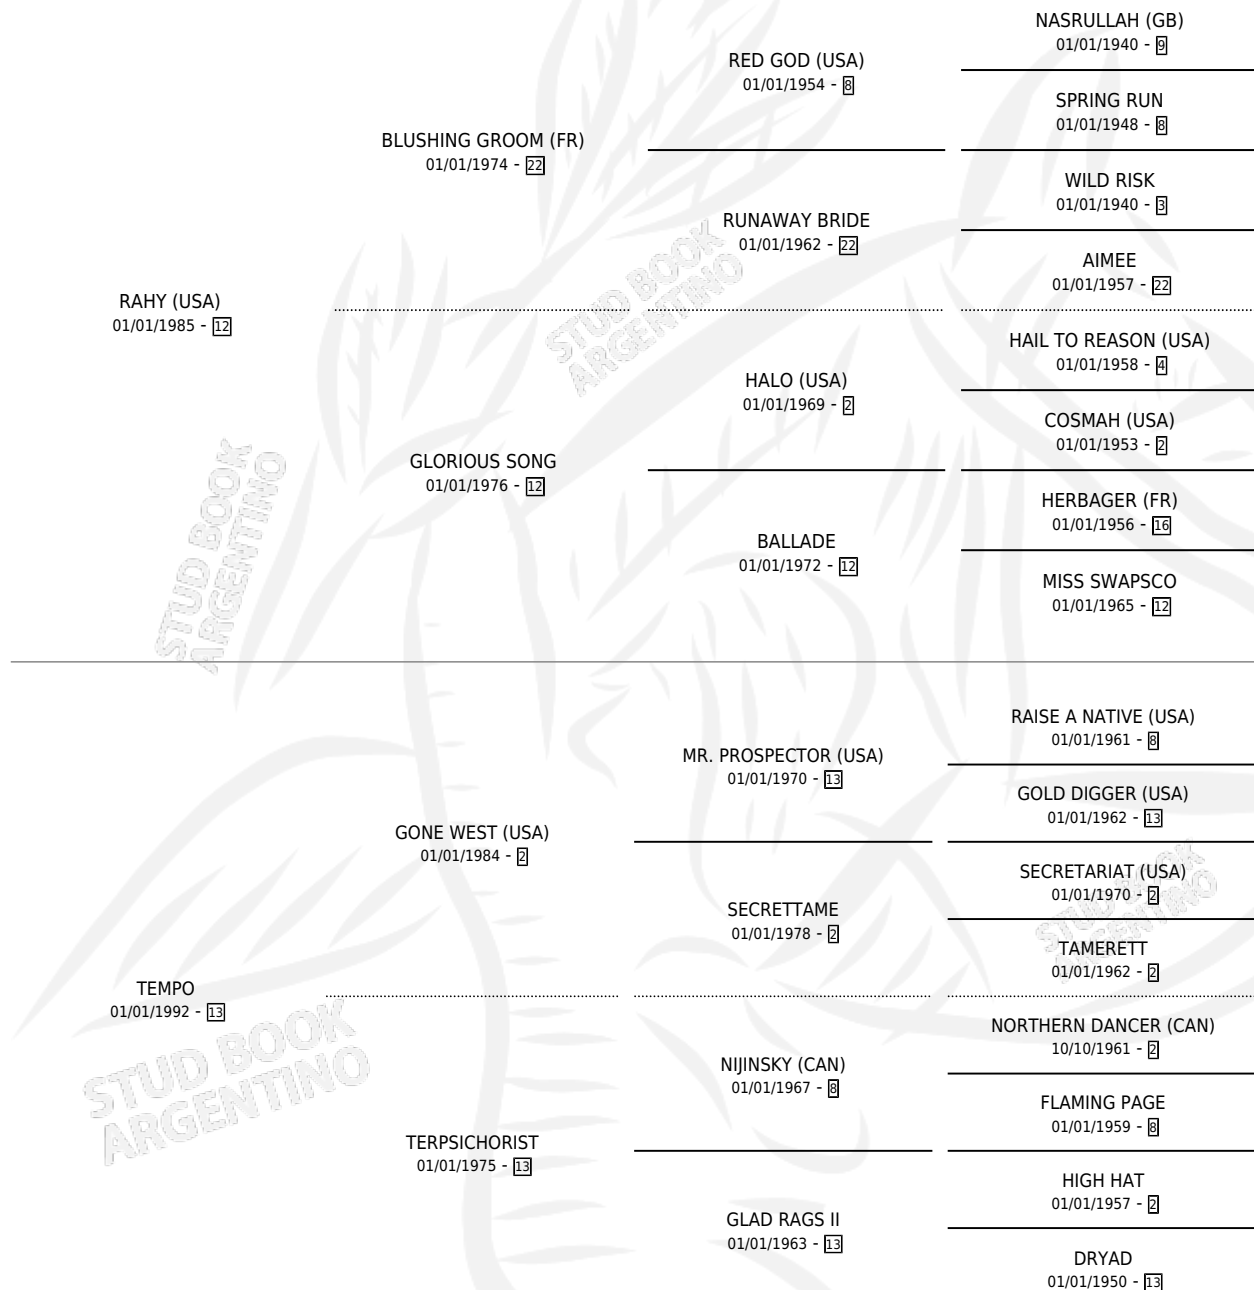 NASRULLAH (GB)
01/01/1940 - 9
RED GOD (USA)
01/01/1954 - 8
SPRING RUN
01/01/1948 - 8
BLUSHING GROOM (FR)
01/01/1974 - 22
WILD RISK
01/01/1940 - 3
RUNAWAY BRIDE
01/01/1962 - 22
AIMEE
01/01/1957 - 22
RAHY (USA)
01/01/1985 - 12
STUD BOOK
ARGENTINO
HAIL TO REASON (USA)
01/01/1958 - 4
HALO (USA)
01/01/1969 - 2
COSMAH (USA)
01/01/1953 - 2
GLORIOUS SONG
01/01/1976 - 12
HERBAGER (FR)
01/01/1956 - 16
BALLADE
01/01/1972 - 12
MISS SWAPSCO
01/01/1965 - 12
STUD BOOK
ARGENTINO
RAISE A NATIVE (USA)
01/01/1961 - 8
MR. PROSPECTOR (USA)
01/01/1970 - 13
GOLD DIGGER (USA)
01/01/1962 - 13
GONE WEST (USA)
01/01/1984 - 2
SECRETARIAT (USA)
01/01/1970 - 2
SECRETTAME
01/01/1978 - 2
STUD BOOK
ARGENTINO
TAMERETT
01/01/1962 - 2
TEMPO
01/01/1992 - 13
STUD BOOK
ARGENTINO
NORTHERN DANCER (CAN)
10/10/1961 - 2
NIJINSKY (CAN)
01/01/1967 - 8
FLAMING PAGE
01/01/1959 - 8
TERPSICHORIST
01/01/1975 - 13
HIGH HAT
01/01/1957 - 2
GLAD RAGS II
01/01/1963 - 13
DRYAD
01/01/1950 - 13